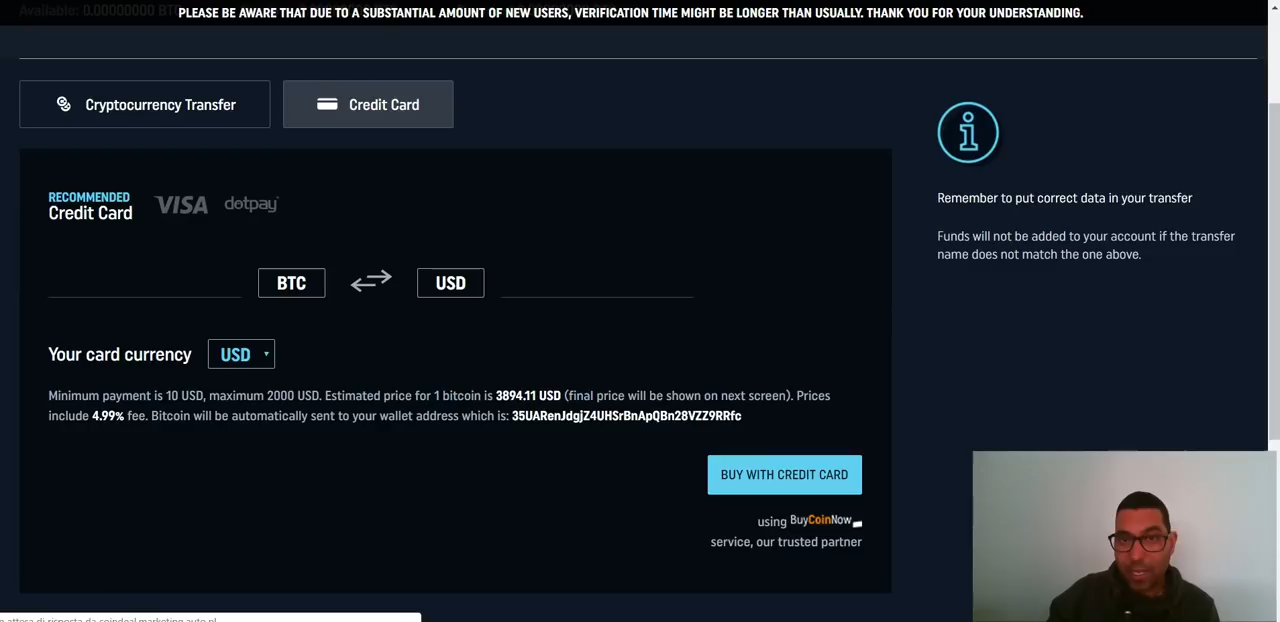 Available: 0.00000000 BTC
PLEASE BE AWARE THAT DUE TO A SUBSTANTIAL AMOUNT OF NEW USERS, VERIFICATION TIME MIGHT BE LONGER THAN USUALLY. THANK YOU FOR YOUR UNDERSTANDING.
Cryptocurrency Transfer
Credit Card
RECOMMENDED
Credit Card
VISA
dotpay
BTC
USD
Your card currency
USD
Minimum payment is 10 USD, maximum 2000 USD. Estimated price for 1 bitcoin is 3894.11 USD (final price will be shown on next screen). Prices
include 4.99% fee. Bitcoin will be automatically sent to your wallet address which is: 35UARenJdgjZ4UHSrBnApQBn28VZZ9RRfc
BUY WITH CREDIT CARD
using BuyCoinNow
service, our trusted partner
Remember to put correct data in your transfer
Funds will not be added to your account if the transfer
name does not match the one above.